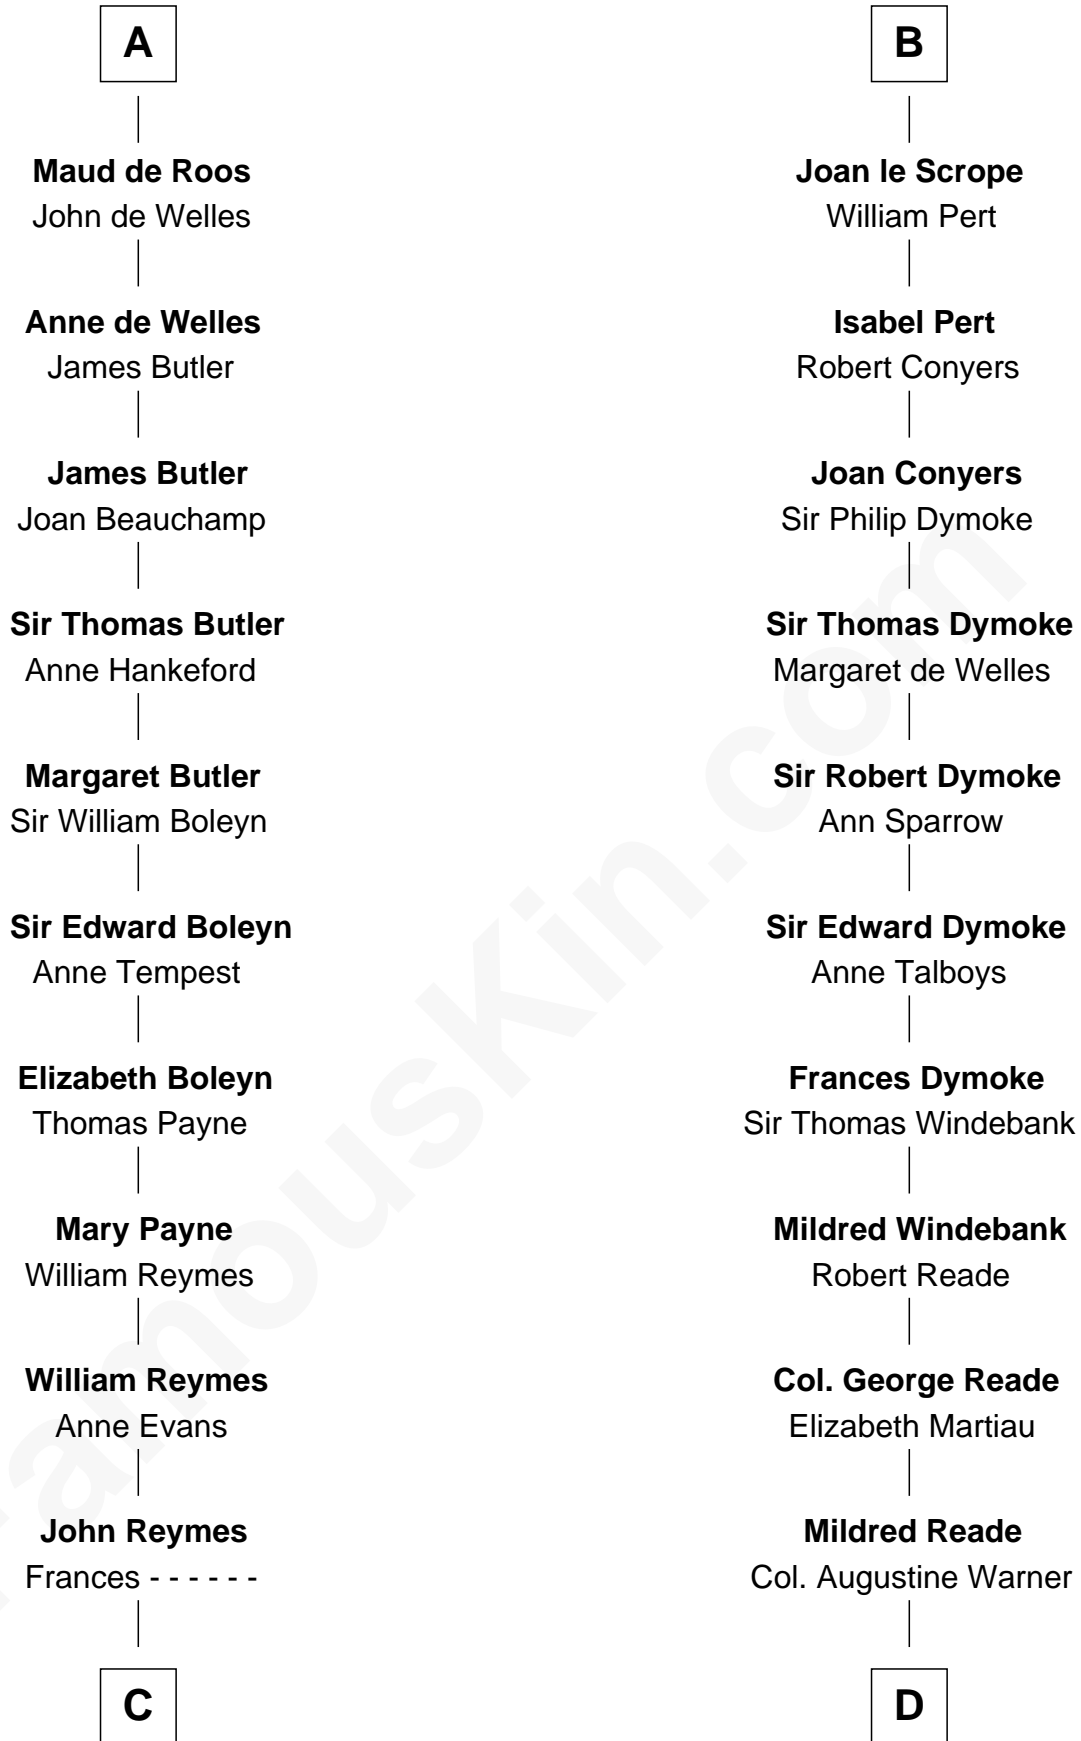 A
Maud de Roos
John de Welles
Anne de Welles
James Butler
James Butler
Joan Beauchamp
Sir Thomas Butler
Anne Hankeford
Margaret Butler
Sir William Boleyn
Sir Edward Boleyn
Anne Tempest
Elizabeth Boleyn
Thomas Payne
Mary Payne
William Reymes
William Reymes
Anne Evans
John Reymes
Frances - - - - - -
C
B
Joan le Scrope
William Pert
Isabel Pert
Robert Conyers
Joan Conyers
Sir Philip Dymoke
Sir Thomas Dymoke
Margaret de Welles
Sir Robert Dymoke
Ann Sparrow
Sir Edward Dymoke
Anne Talboys
Frances Dymoke
Sir Thomas Windebank
Mildred Windebank
Robert Reade
Col. George Reade
Elizabeth Martiau
Mildred Reade
Col. Augustine Warner
D
FamousKin.com